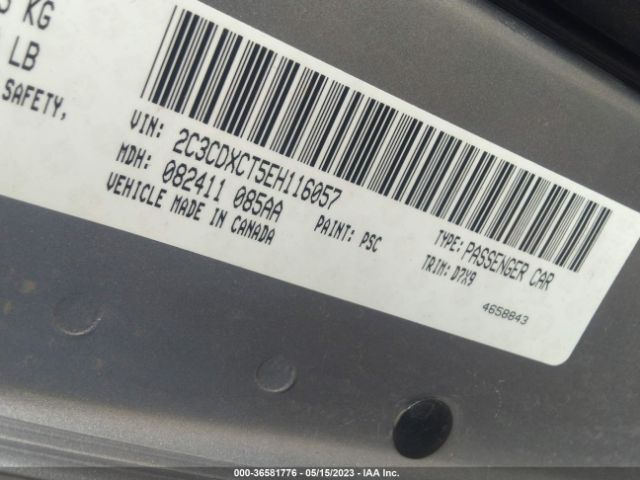 KG
LB
SAFETY,
VIN: 2C3CDXCT5EH116057
MDH: 082411 085AA
VEHICLE MADE IN CANADA
PAINT: PSC
TYPE: PASSENGER CAR
TRIM: D7X9
4658843
000-36581776 - 05/15/2023 - IAA Inc.